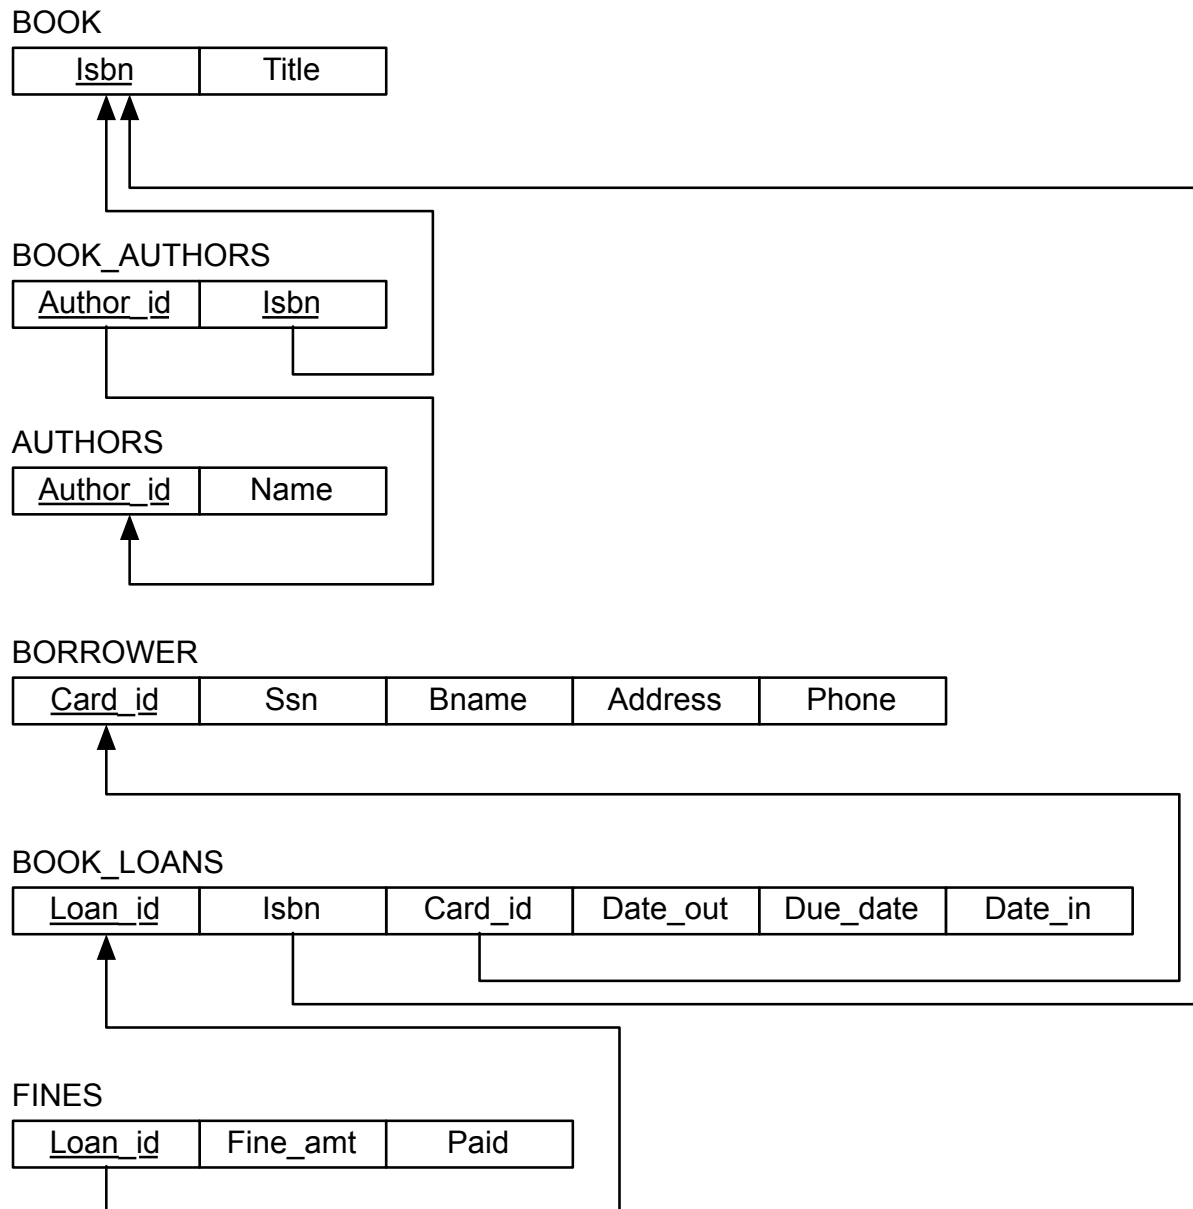 BOOK
Isbn Title
BOOK_AUTHORS
Author_id Isbn
AUTHORS
Author_id Name
BORROWER
Card_id Ssn Bname Address Phone
BOOK_LOANS
Loan_id Isbn Card_id Date_out Due_date Date_in
FINES
Loan_id Fine_amt Paid